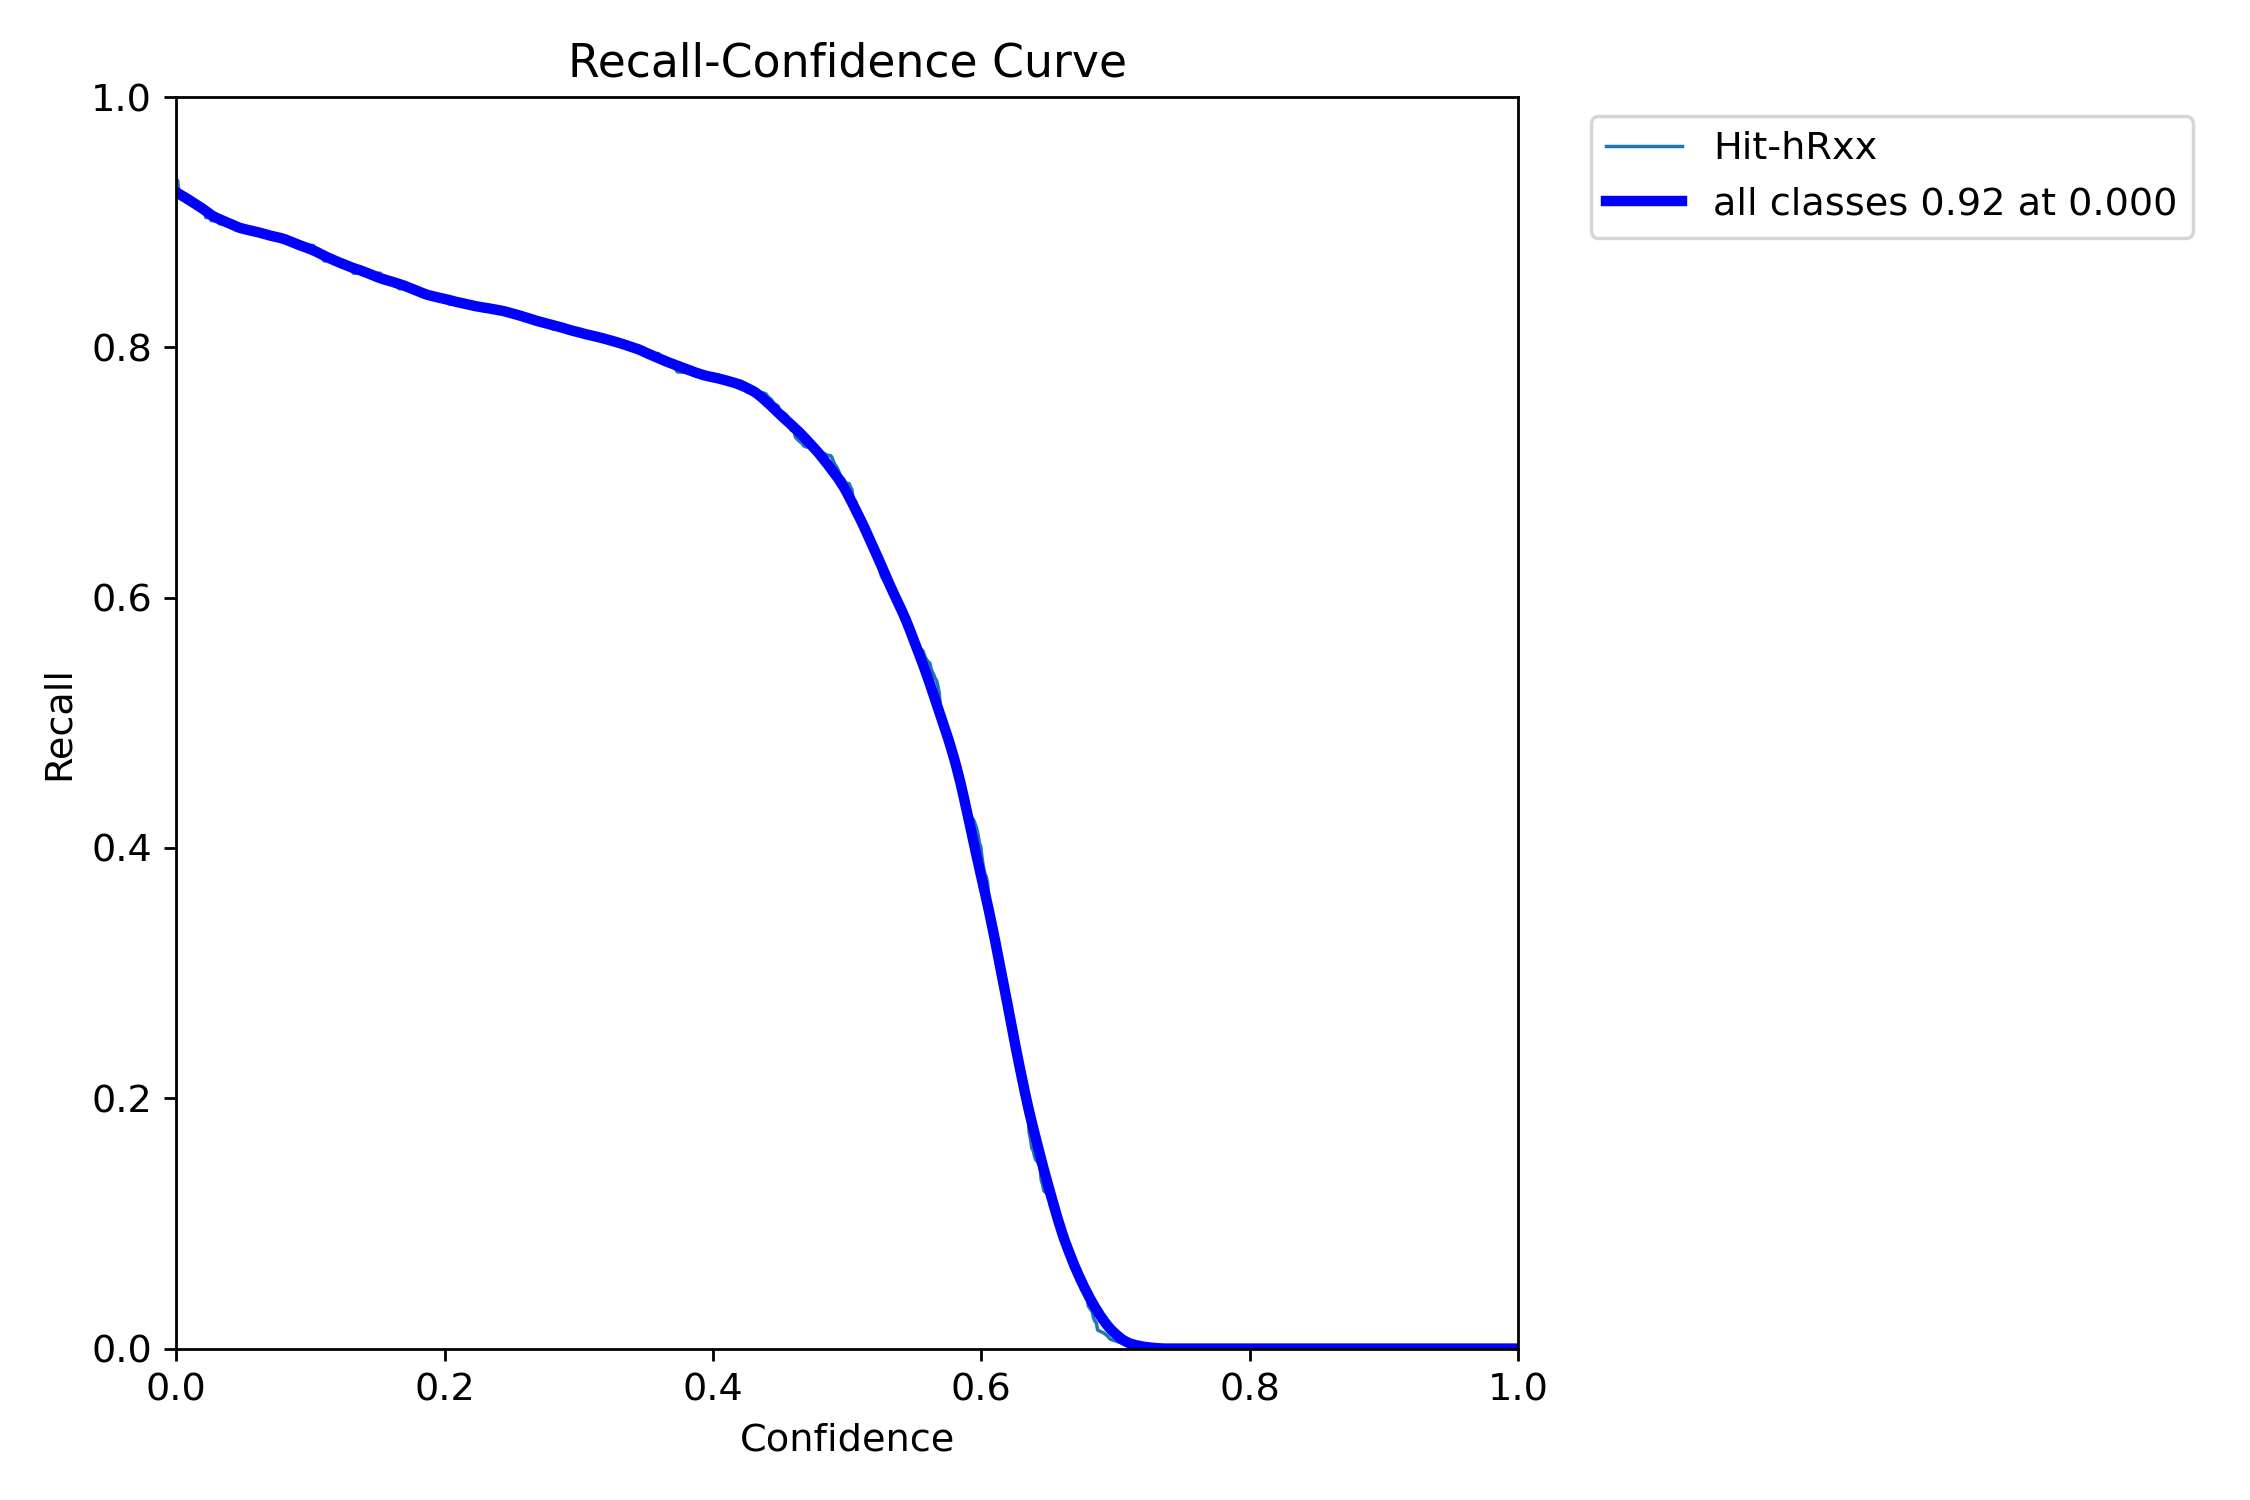 Recall-Confidence Curve
Hit-hRxx
all classes 0.92 at 0.000
1.0
0.8
0.6
0.4
0.2
0.0
Recall
0.0 0.2 0.4 0.6 0.8 1.0
Confidence